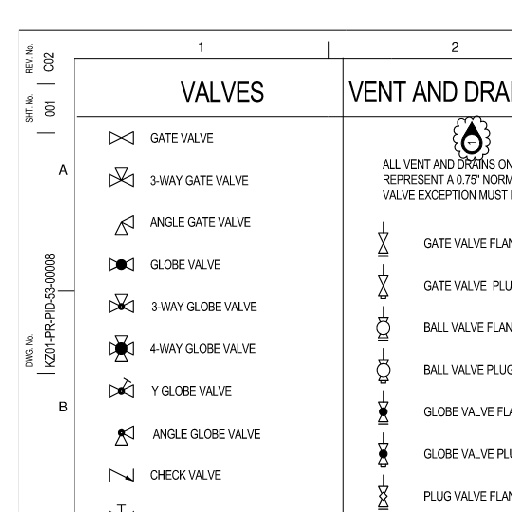 1
2
REV. No.
C02
SHT. No.
001
DWG. No.
KZ01-PR-PID-53-00008
A
B
VALVES
GATE VALVE
3-WAY GATE VALVE
ANGLE GATE VALVE
GLOBE VALVE
3-WAY GLOBE VALVE
4-WAY GLOBE VALVE
Y GLOBE VALVE
ANGLE GLOBE VALVE
CHECK VALVE
VENT AND DRA
1
ALL VENT AND DRAINS ON
REPRESENT A 0.75" NORM
VALVE EXCEPTION MUST
GATE VALVE FLAN
GATE VALVE PLU
BALL VALVE FLAN
BALL VALVE PLUG
GLOBE VALVE FLA
GLOBE VALVE PLU
PLUG VALVE FLAN